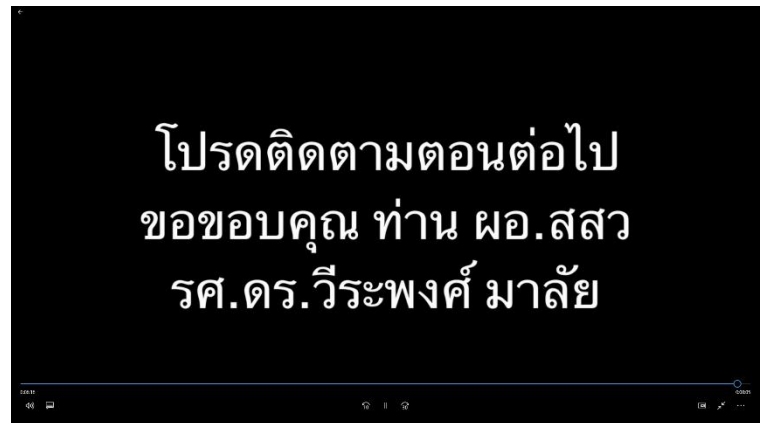 โปรดติดตามตอนต่อไป
ขอขอบคุณ ท่าน ผอ.สสว
รศ.ดร.วีระพงศ์ มาลัย